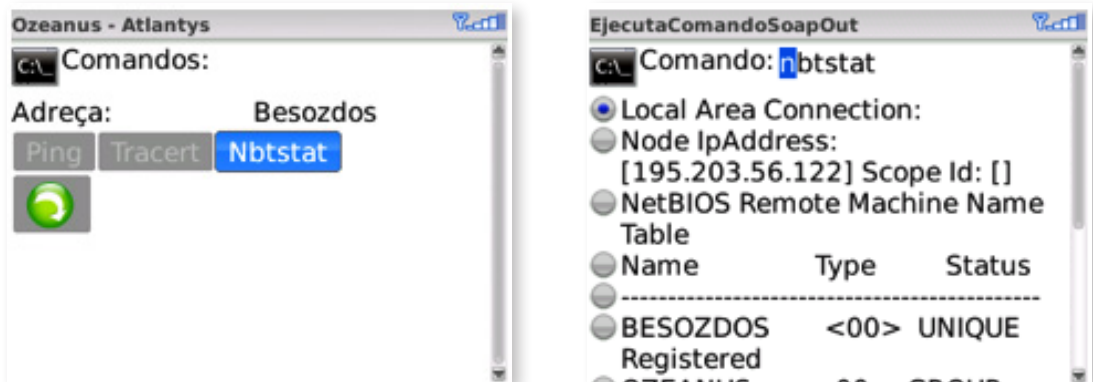 Ozeanus - Atlantys
C:\_ Comandos:
Adreça: Besozdos
Ping Tracert Nbtstat
EjecutaComandoSoapOut
C:\_ Comando: nbtstat
Local Area Connection:
Node IpAddress:
[195.203.56.122] Scope Id: []
NetBIOS Remote Machine Name
Table
Name Type Status
--------------------------------------------
BESOZDOS <00> UNIQUE
Registered